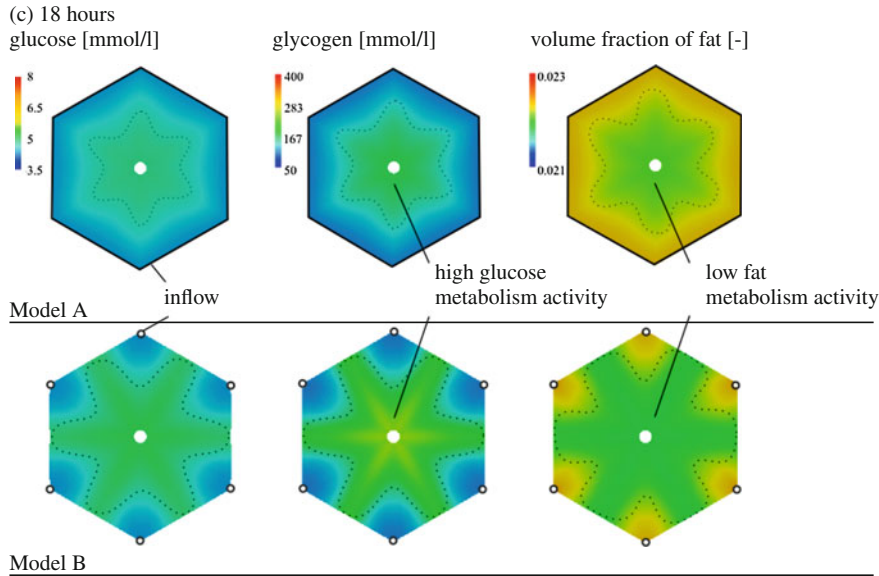 (c) 18 hours
glucose [mmol/l]
glycogen [mmol/l]
volume fraction of fat [-]
8
6.5
5
3.5
400
283
167
50
0.023
0.021
inflow
high glucose
metabolism activity
low fat
metabolism activity
Model A
Model B